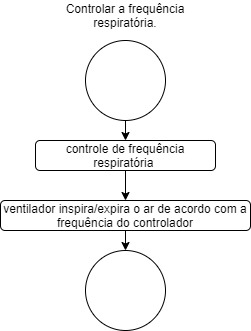 Controlar a frequência
respiratória.
controle de frequência
respiratória
ventilador inspira/expira o ar de acordo com a
frequência do controlador